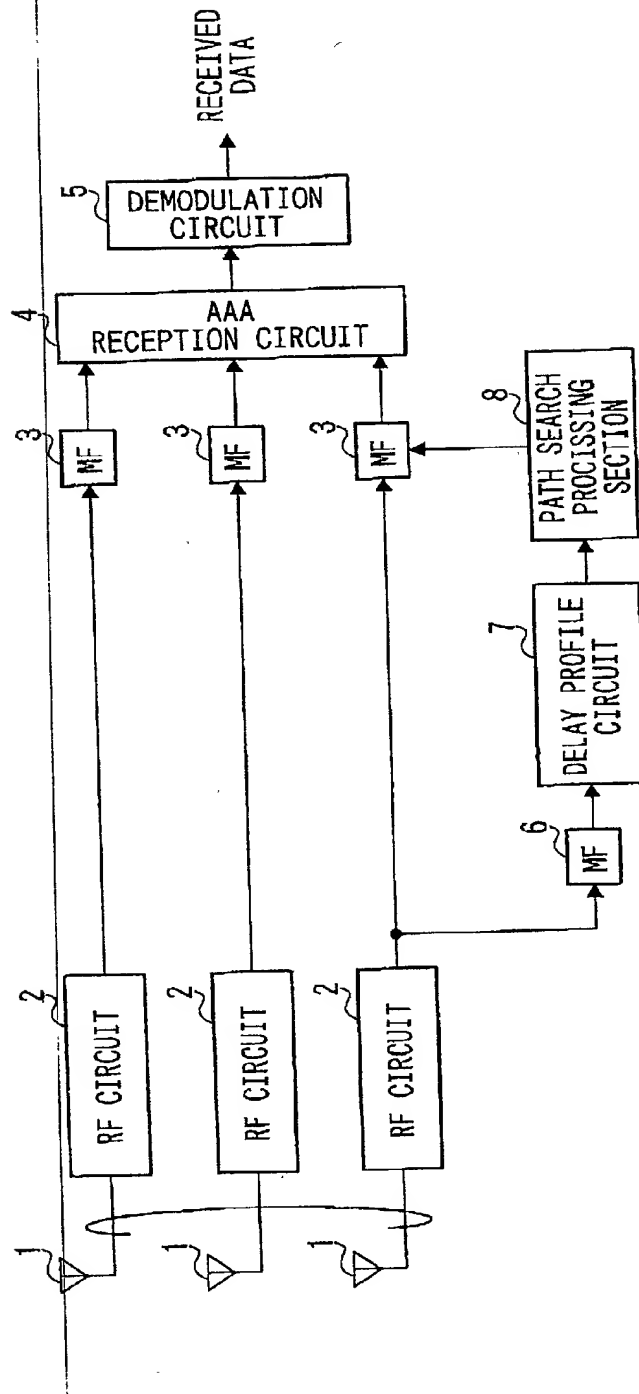 1
2
RF CIRCUIT
3
MF
1
2
RF CIRCUIT
3
MF
1
2
RF CIRCUIT
3
MF
4
AAA
RECEPTION CIRCUIT
5
DEMODULATION
CIRCUIT
RECEIVED
DATA
6
MF
7
DELAY PROFILE
CIRCUIT
8
PATH SEARCH
PROCISSING
SECTION